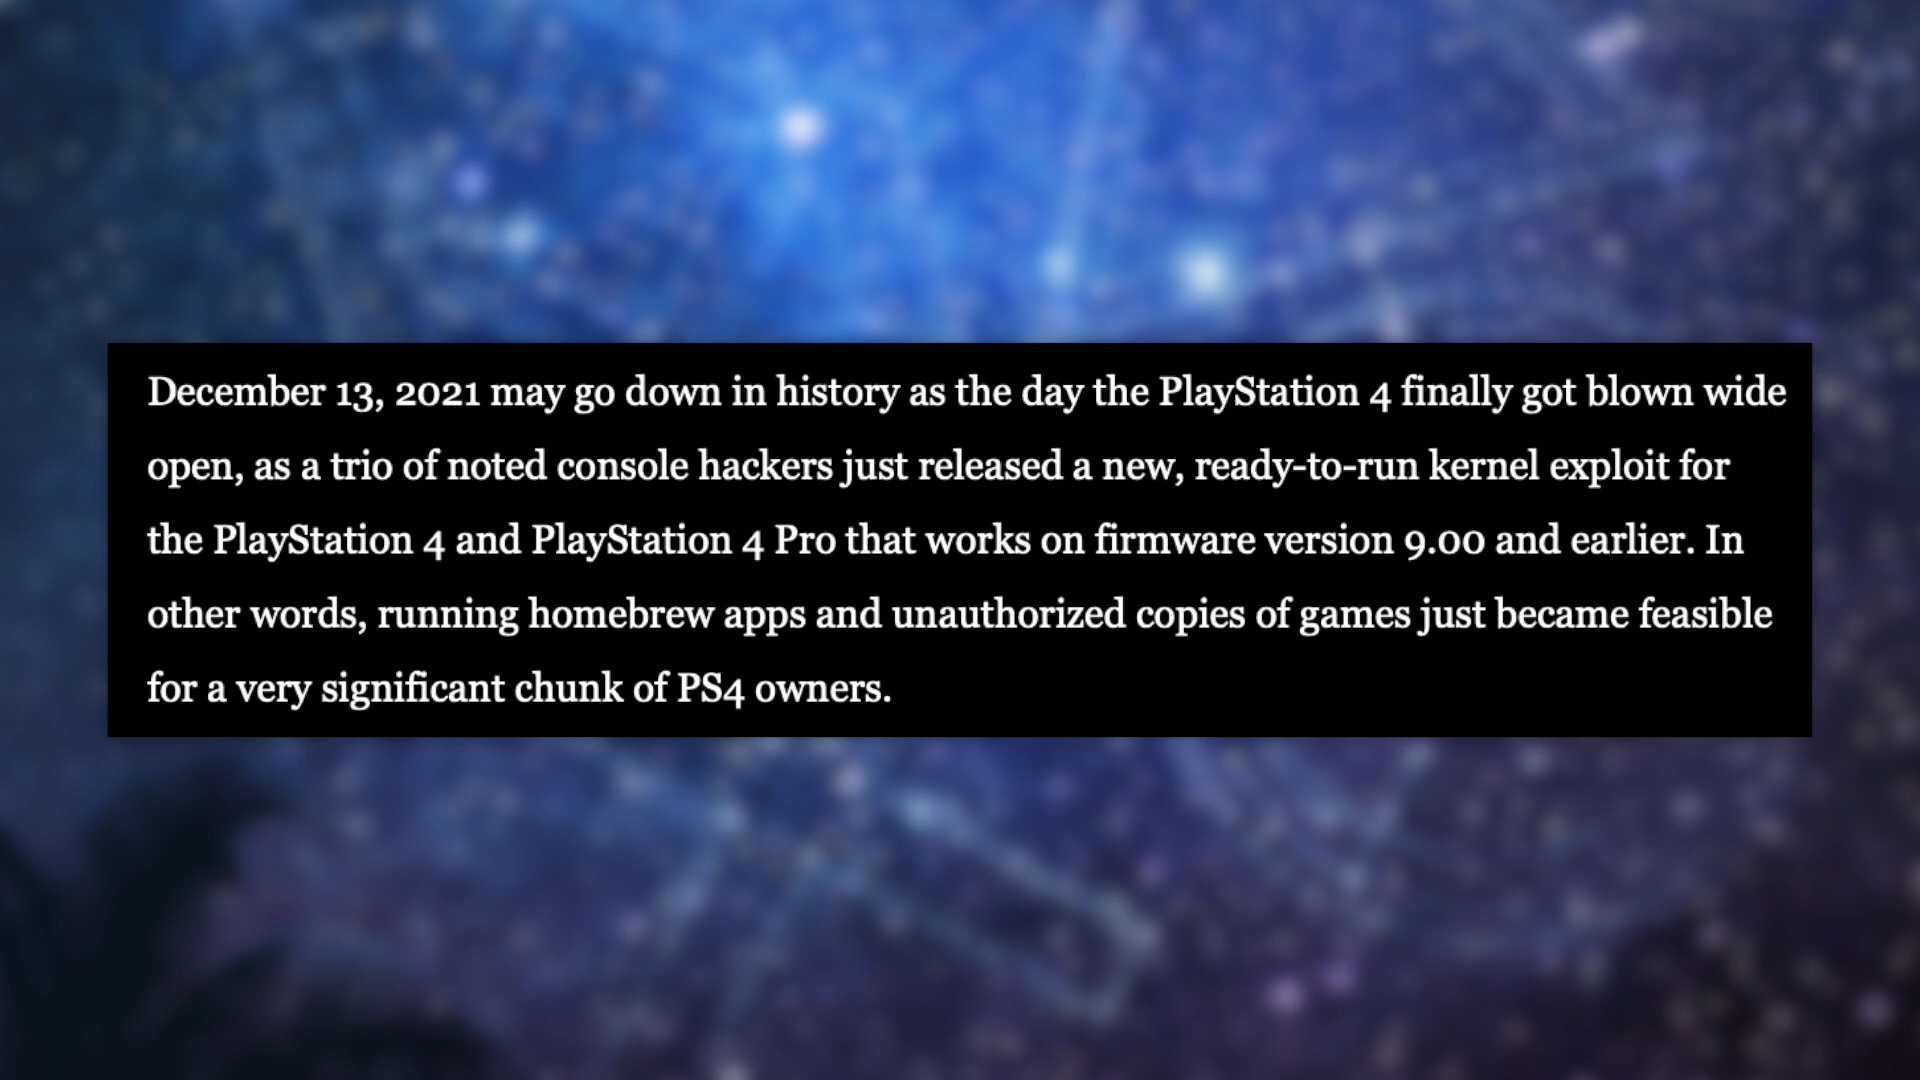 December 13, 2021 may go down in history as the day the PlayStation 4 finally got blown wide
open, as a trio of noted console hackers just released a new, ready-to-run kernel exploit for
the PlayStation 4 and PlayStation 4 Pro that works on firmware version 9.00 and earlier. In
other words, running homebrew apps and unauthorized copies of games just became feasible
for a very significant chunk of PS4 owners.